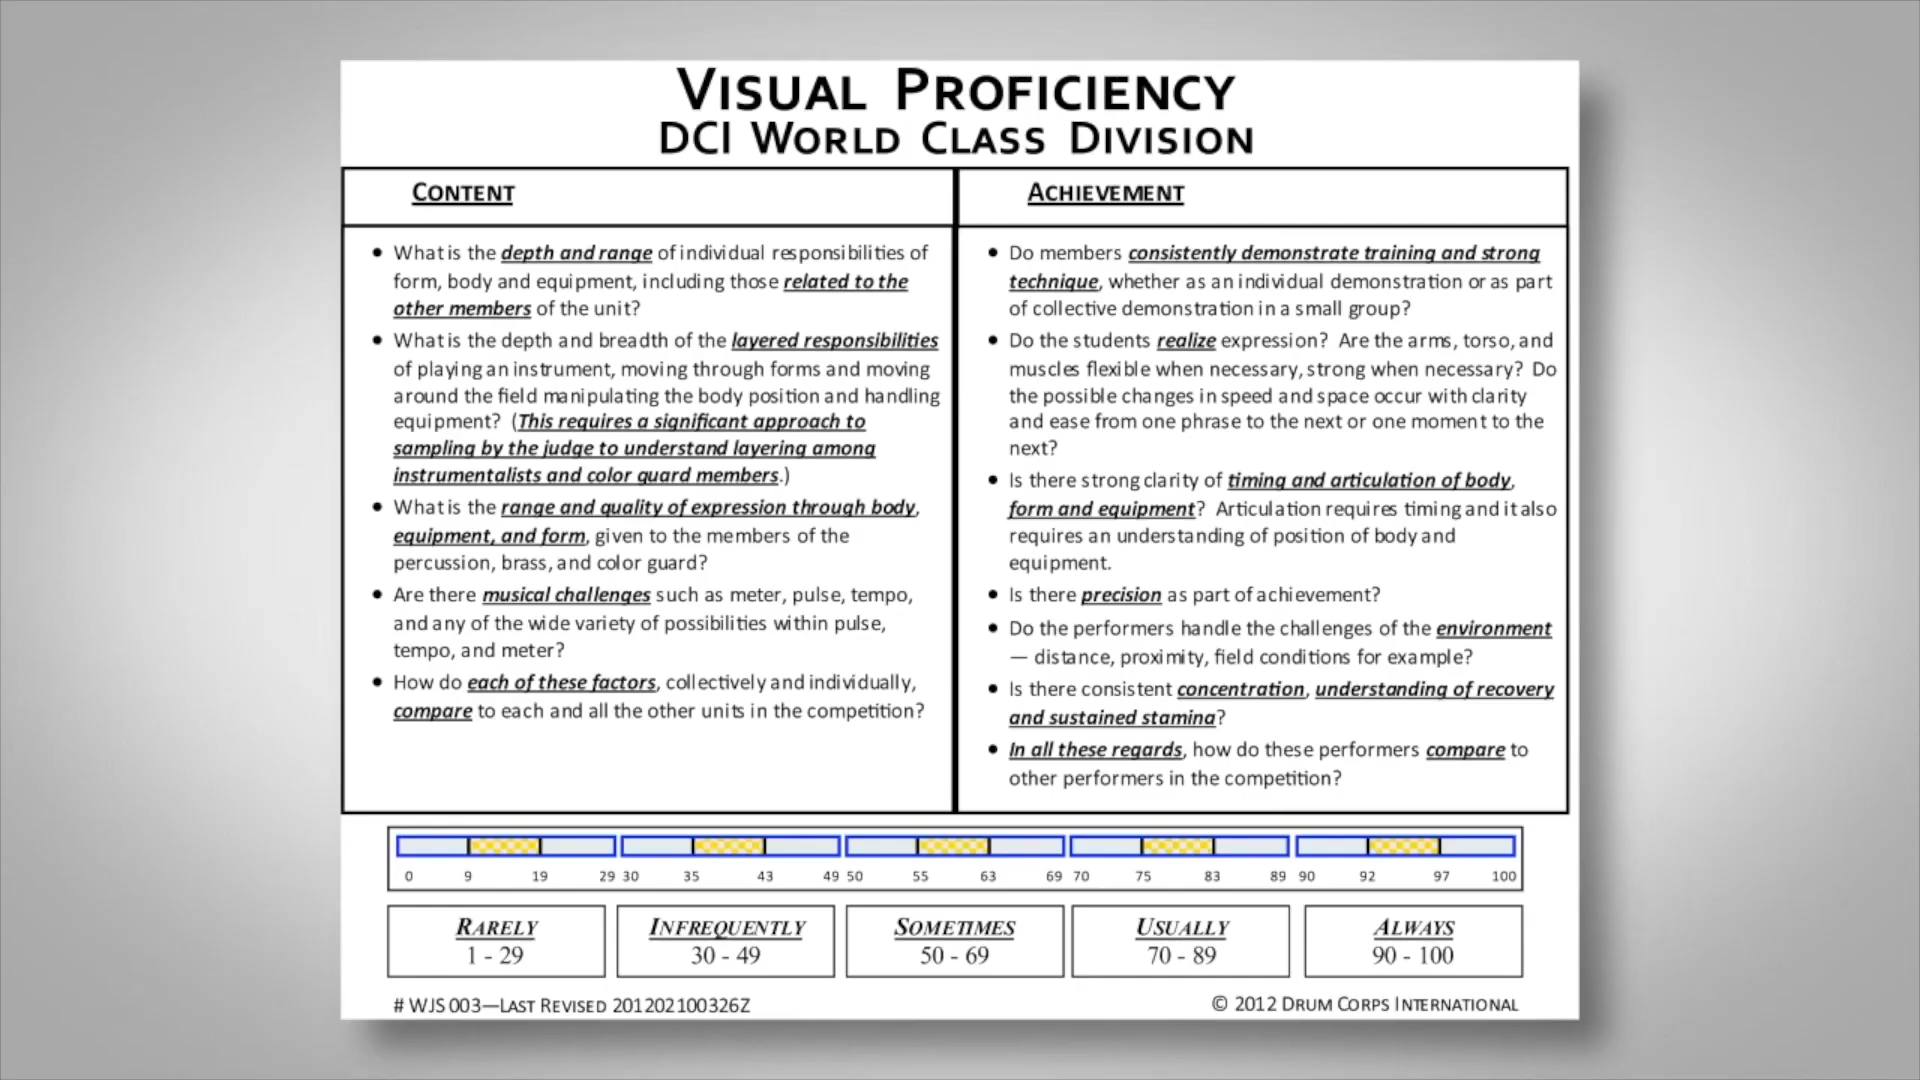 VISUAL PROFICIENCY
DCI WORLD CLASS DIVISION
CONTENT
• What is the depth and range of individual responsibilities of
form, body and equipment, including those related to the
other members of the unit?
• What is the depth and breadth of the layered responsibilities
of playing an instrument, moving through forms and moving
around the field manipulating the body position and handling
equipment? (This requires a significant approach to
sampling by the judge to understand layering among
instrumentalists and color guard members.)
• What is the range and quality of expression through body,
equipment, and form, given to the members of the
percussion, brass, and color guard?
• Are there musical challenges such as meter, pulse, tempo,
and any of the wide variety of possibilities within pulse,
tempo, and meter?
• How do each of these factors, collectively and individually,
compare to each and all the other units in the competition?
ACHIEVEMENT
• Do members consistently demonstrate training and strong
technique, whether as an individual demonstration or as part
of collective demonstration in a small group?
• Do the students realize expression? Are the arms, torso, and
muscles flexible when necessary, strong when necessary? Do
the possible changes in speed and space occur with clarity
and ease from one phrase to the next or one moment to the
next?
• Is there strong clarity of timing and articulation of body,
form and equipment? Articulation requires timing and it also
requires an understanding of position of body and
equipment.
• Is there precision as part of achievement?
• Do the performers handle the challenges of the environment
— distance, proximity, field conditions for example?
• Is there consistent concentration, understanding of recovery
and sustained stamina?
• In all these regards, how do these performers compare to
other performers in the competition?
0 9 19 29 30 35 43 49 50 55 63 69 70 75 83 89 90 92 97 100
RARELY
1 - 29
INFREQUENTLY
30 - 49
SOMETIMES
50 - 69
USUALLY
70 - 89
ALWAYS
90 - 100
# WJS 003—LAST REVISED 201202100326Z
© 2012 DRUM CORPS INTERNATIONAL